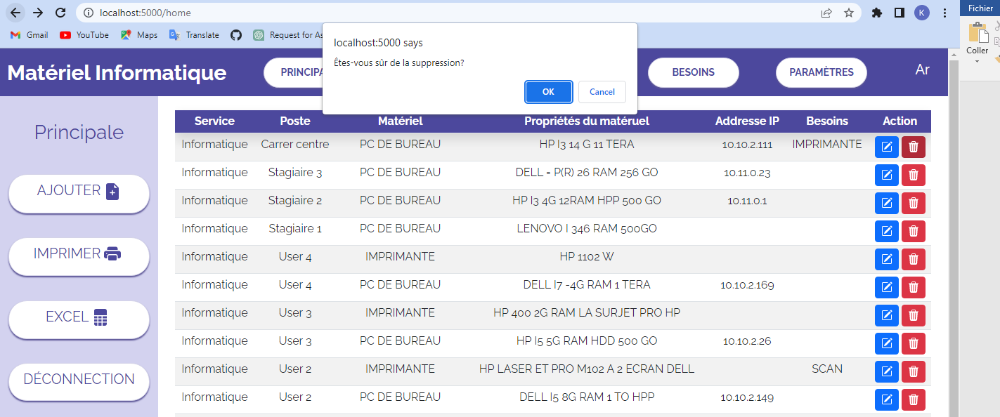 localhost:5000/home
K
Fichier
Gmail YouTube Maps Translate Request for As
Coller
localhost:5000 says
Êtes-vous sûr de la suppression?
OK Cancel
Matériel Informatique PRINCIPA BESOINS PARAMÈTRES Ar
Principale
AJOUTER
IMPRIMER
EXCEL
DÉCONNECTION
Service Poste Matériel Propriétés du matéruel Addresse IP Besoins Action
Informatique Carrer centre PC DE BUREAU HP I3 14 G 11 TERA 10.10.2.111 IMPRIMANTE
Informatique Stagiaire 3 PC DE BUREAU DELL = P(R) 26 RAM 256 GO 10.11.0.23
Informatique Stagiaire 2 PC DE BUREAU HP I3 4G 12RAM HPP 500 GO 10.11.0.1
Informatique Stagiaire 1 PC DE BUREAU LENOVO I 346 RAM 500GO
Informatique User 4 IMPRIMANTE HP 1102 W
Informatique User 4 PC DE BUREAU DELL I7 -4G RAM 1 TERA 10.10.2.169
Informatique User 3 IMPRIMANTE HP 400 2G RAM LA SURJET PRO HP
Informatique User 3 PC DE BUREAU HP I5 5G RAM HDD 500 GO 10.10.2.26
Informatique User 2 IMPRIMANTE HP LASER ET PRO M102 A 2 ECRAN DELL SCAN
Informatique User 2 PC DE BUREAU DELL I5 8G RAM 1 TO HPP 10.10.2.149